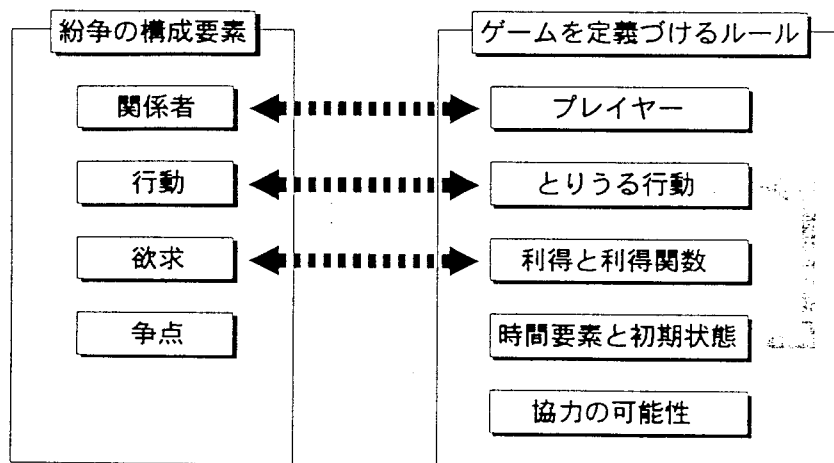 紛争の構成要素
関係者
行動
欲求
争点
ゲームを定義づけるルール
プレイヤー
とりうる行動
利得と利得関数
時間要素と初期状態
協力の可能性